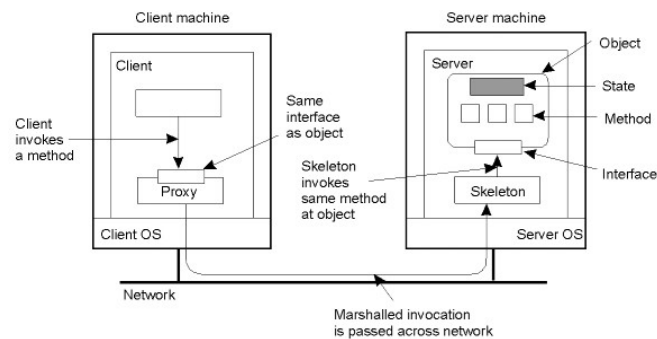 Client machine
Server machine
Object
Client
Server
State
Same
interface
as object
Method
Client
invokes
a method
Skeleton
invokes
same method
at object
Interface
Proxy
Skeleton
Client OS
Server OS
Network
Marshalled invocation
is passed across network